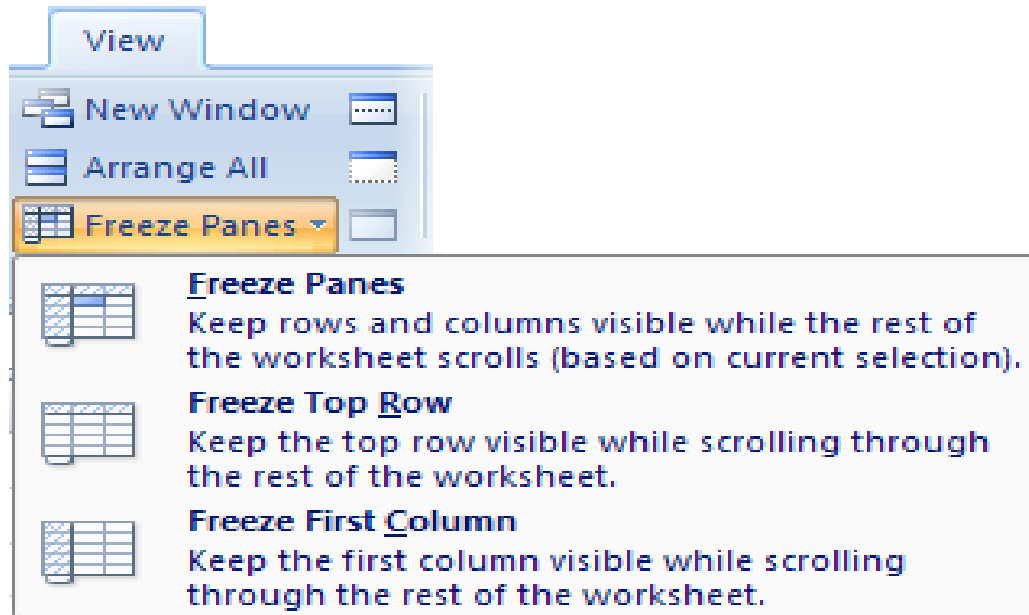 View
New Window
Arrange All
Freeze Panes
Freeze Panes
Keep rows and columns visible while the rest of
the worksheet scrolls (based on current selection).
Freeze Top Row
Keep the top row visible while scrolling through
the rest of the worksheet.
Freeze First Column
Keep the first column visible while scrolling
through the rest of the worksheet.